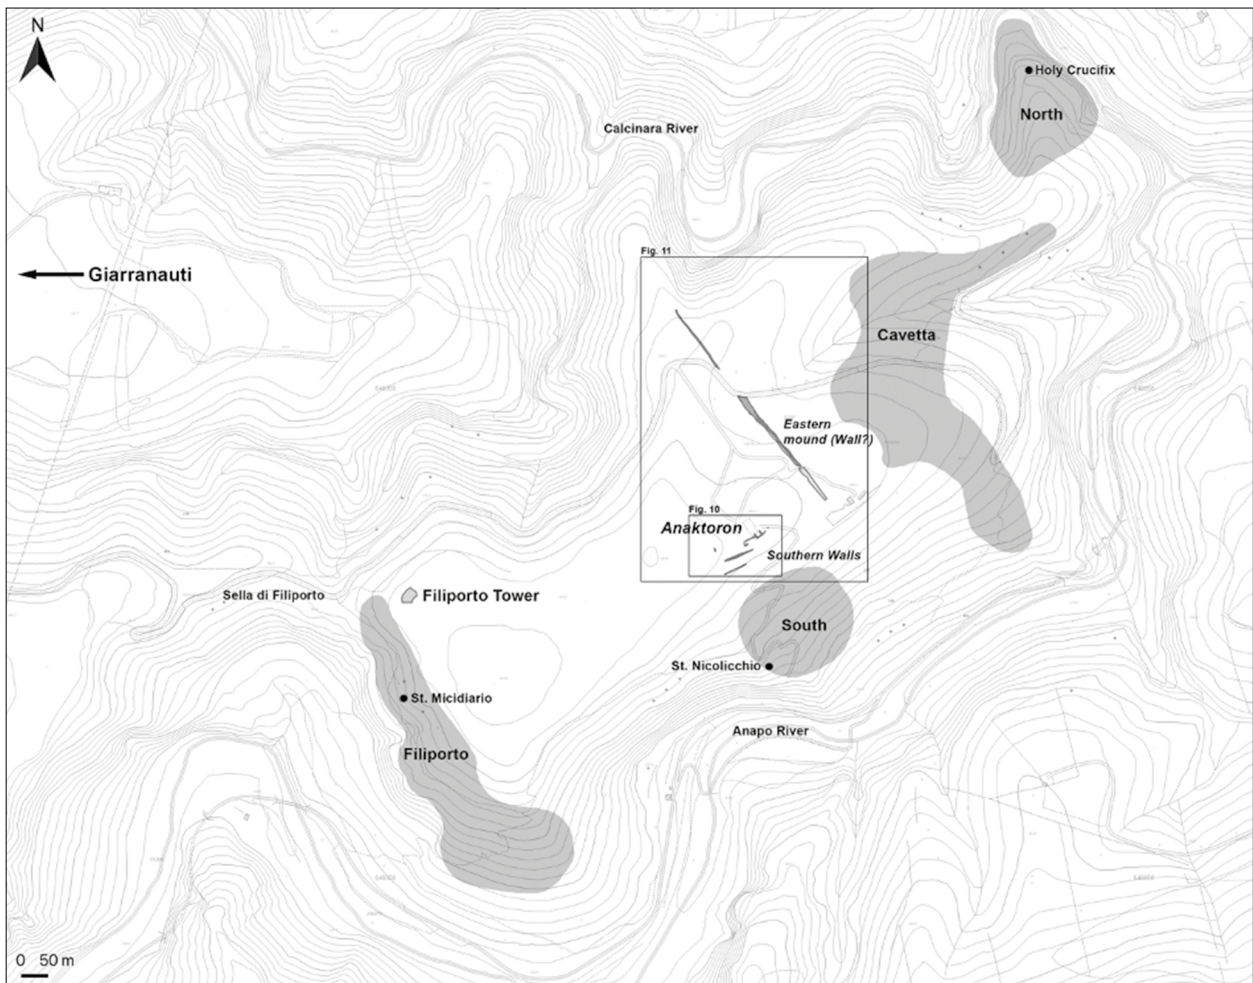 N
Holy Crucifix
North
Calcinara River
Fig. 11
Giarranauti
Cavetta
Eastern
mound (Wall?)
Fig. 10
Anaktoron
Southern Walls
Sella di Filiporto
Filiporto Tower
South
St. Nicolicchio
St. Micidiario
Anapo River
Filiporto
0 50 m